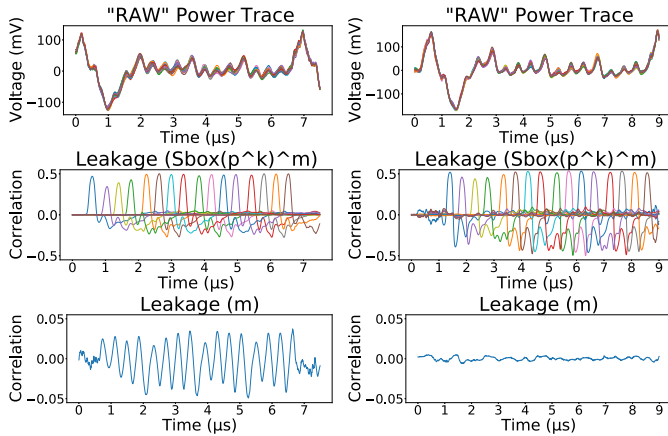 "RAW" Power Trace
Voltage (mV)
100
0
−100
0 1 2 3 4 5 6 7
Time (µs)
"RAW" Power Trace
Voltage (mV)
100
0
−100
0 1 2 3 4 5 6 7 8 9
Time (µs)
Leakage (Sbox(p^k)^m)
Correlation
0.5
0.0
−0.5
0 1 2 3 4 5 6 7
Time (µs)
Leakage (Sbox(p^k)^m)
Correlation
0.5
0.0
−0.5
0 1 2 3 4 5 6 7 8 9
Time (µs)
Leakage (m)
Correlation
0.05
0.00
−0.05
0 1 2 3 4 5 6 7
Time (µs)
Leakage (m)
Correlation
0.05
0.00
−0.05
0 1 2 3 4 5 6 7 8 9
Time (µs)